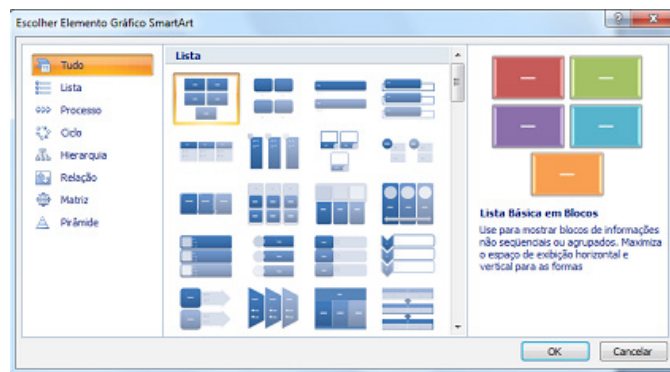 Escolher Elemento Gráfico SmartArt
Tudo
Lista
Processo
Ciclo
Hierarquia
Relação
Matriz
Pirâmide
Lista
Lista Básica em Blocos
Use para mostrar blocos de informações
não seqüenciais ou agrupados. Maximiza
o espaço de exibição horizontal e
vertical para as formas
OK
Cancelar